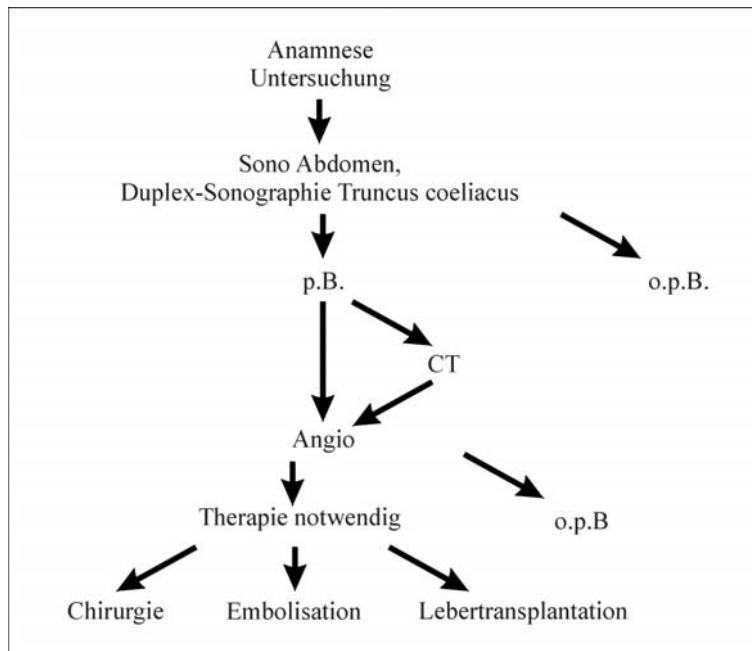 Anamnese
Untersuchung
Sono Abdomen,
Duplex-Sonographie Truncus coeliacus
p.B.
o.p.B.
CT
Angio
Therapie notwendig
o.p.B
Chirurgie
Embolisation
Lebertransplantation